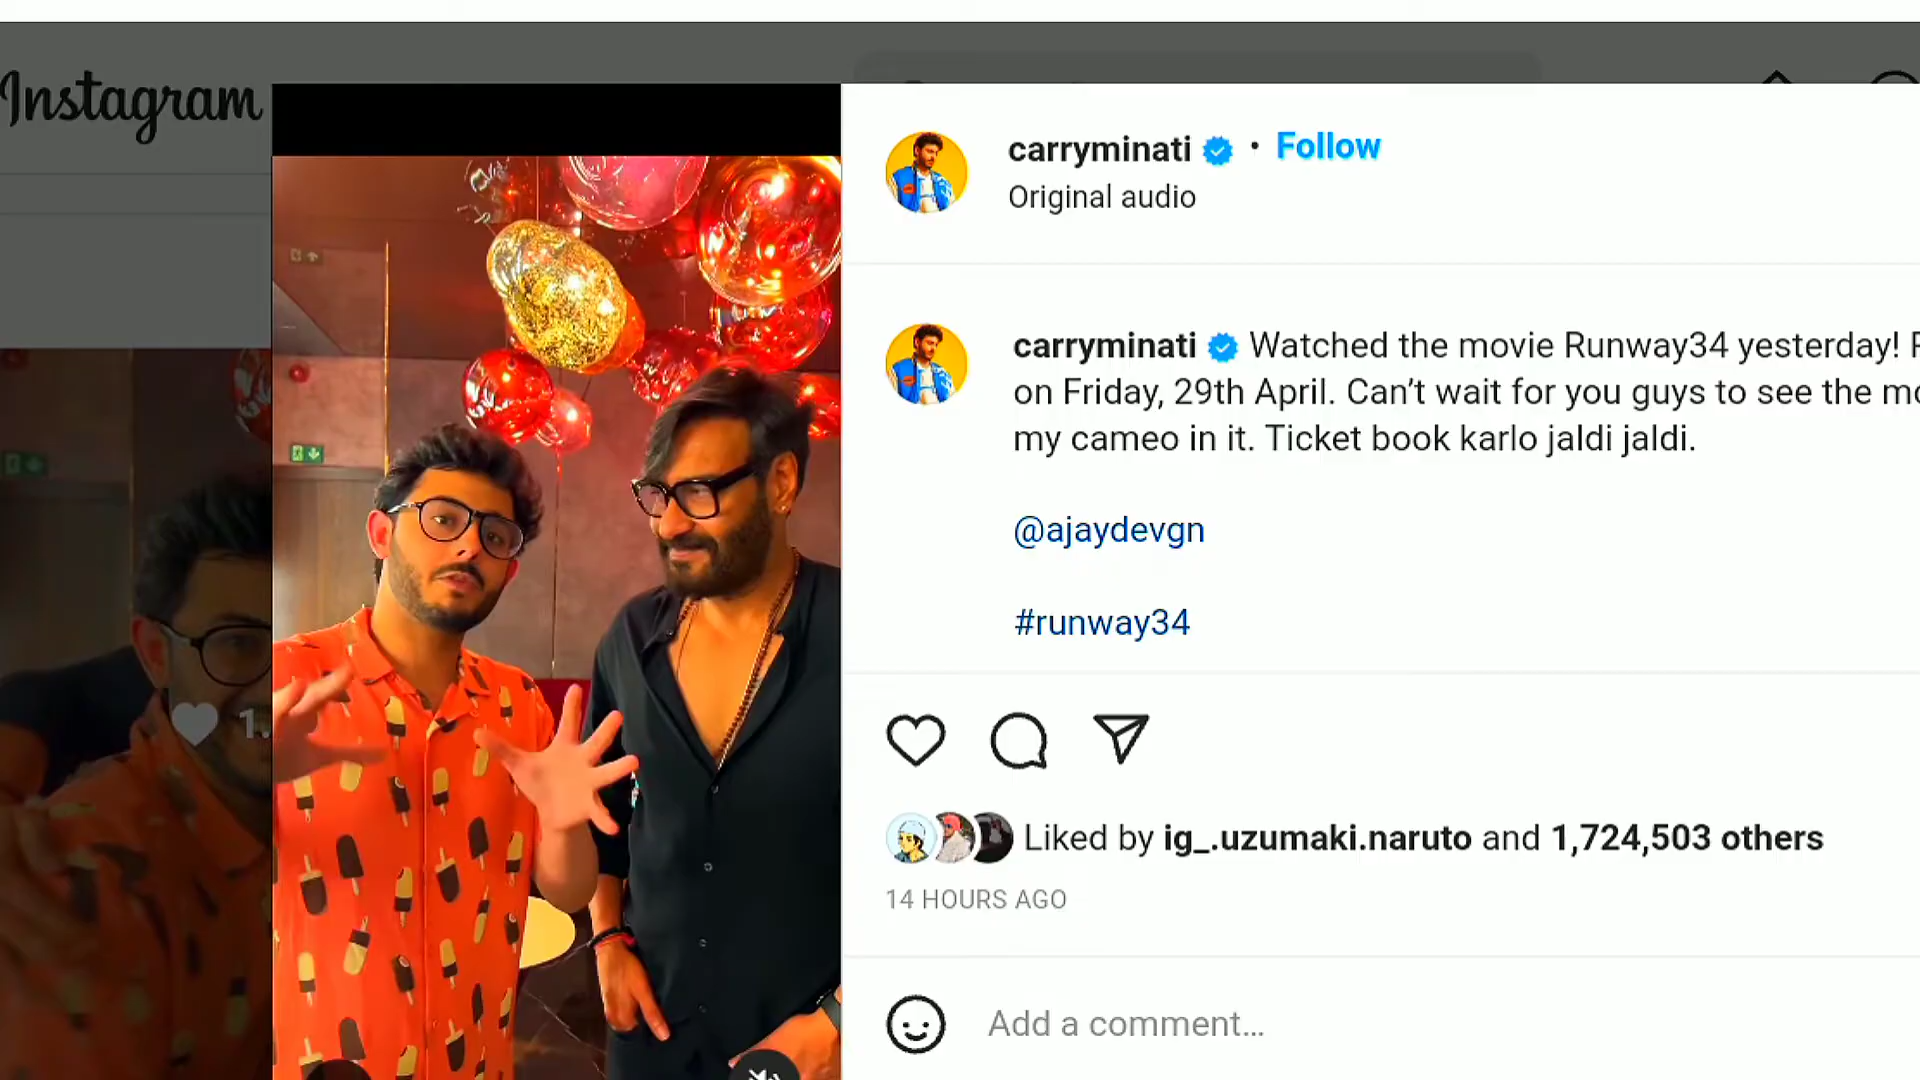 Instagram
carryminati • Follow
Original audio
carryminati Watched the movie Runway34 yesterday!
on Friday, 29th April. Can't wait for you guys to see the
my cameo in it. Ticket book karlo jaldi jaldi.
@ajaydevgn
#runway34
1.
Liked by ig_.uzumaki.naruto and 1,724,503 others
14 HOURS AGO
Add a comment...